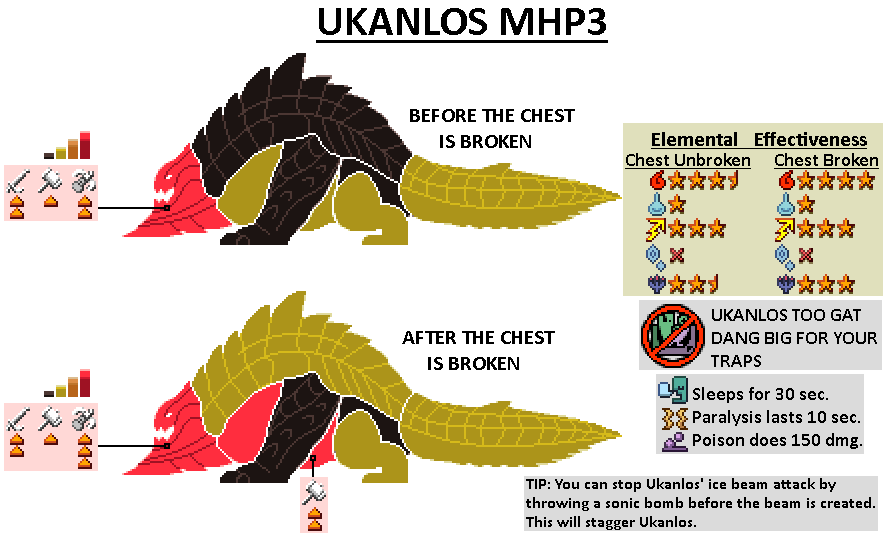 UKANLOS MHP3
BEFORE THE CHEST
IS BROKEN
Elemental Effectiveness
Chest Unbroken Chest Broken
AFTER THE CHEST
IS BROKEN
UKANLOS TOO GAT
DANG BIG FOR YOUR
TRAPS
Sleeps for 30 sec.
Paralysis lasts 10 sec.
Poison does 150 dmg.
TIP: You can stop Ukanlos' ice beam attack by
throwing a sonic bomb before the beam is created.
This will stagger Ukanlos.